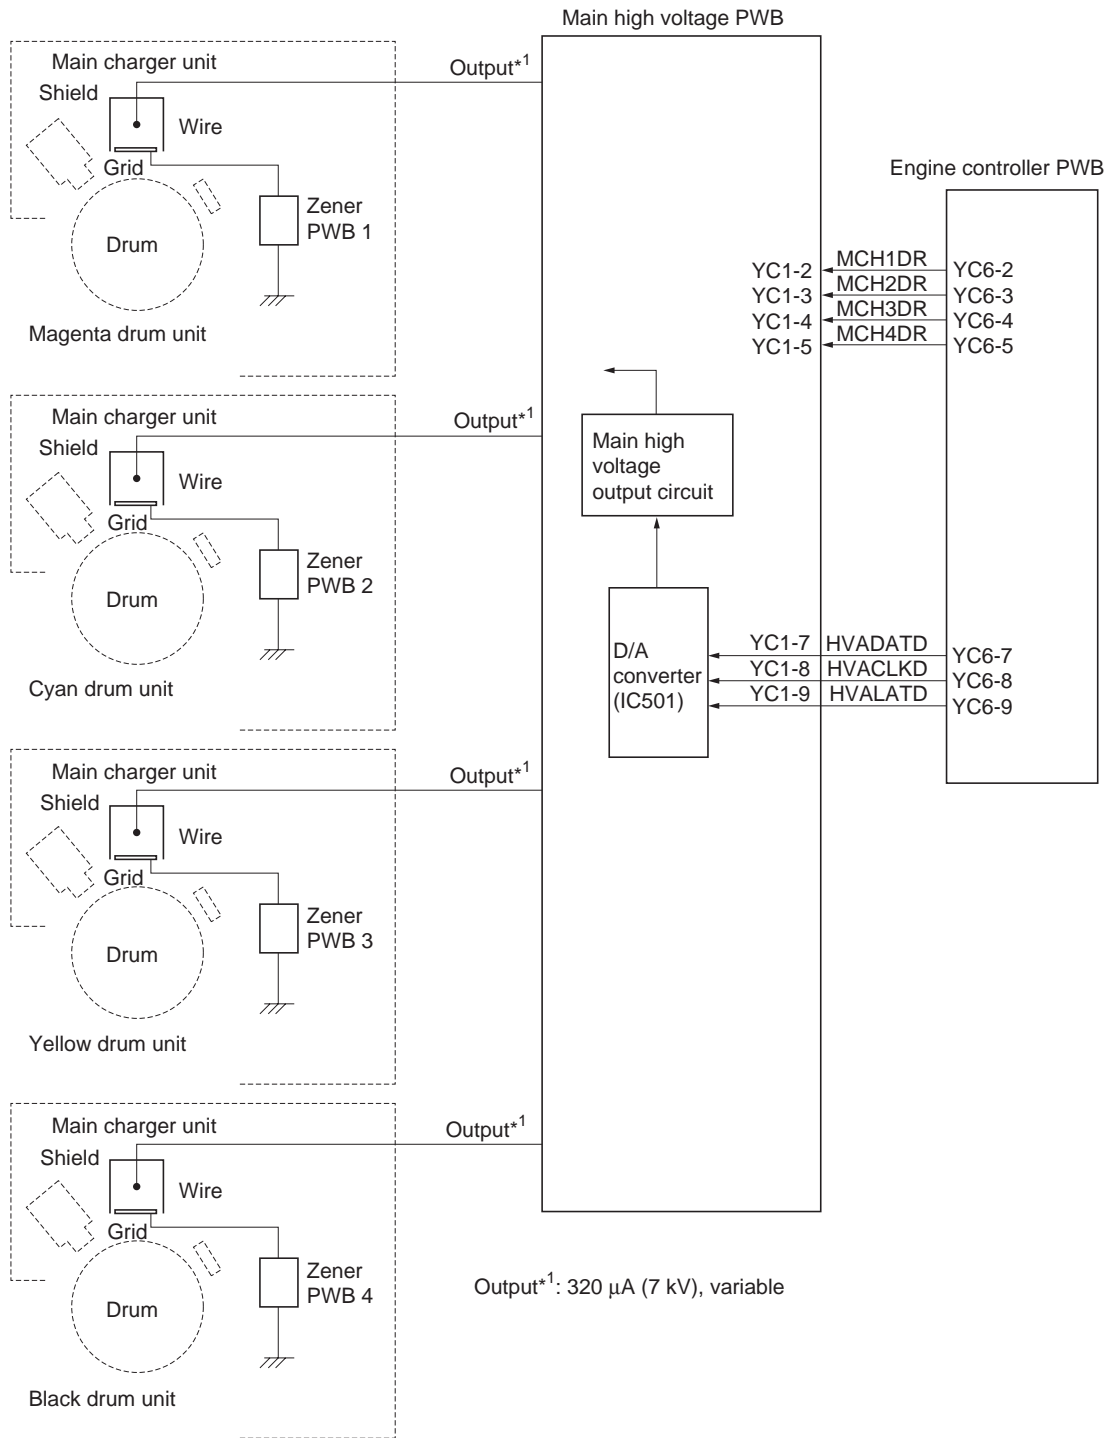 Main high voltage PWB
Main charger unit
Output*1
Shield
Wire
Grid
Drum
Zener
PWB 1
Magenta drum unit
Engine controller PWB
YC1-2 MCH1DR YC6-2
YC1-3 MCH2DR YC6-3
YC1-4 MCH3DR YC6-4
YC1-5 MCH4DR YC6-5
Main charger unit
Output*1
Shield
Wire
Grid
Drum
Zener
PWB 2
Cyan drum unit
Main high
voltage
output circuit
D/A
converter
(IC501)
YC1-7 HVADATD YC6-7
YC1-8 HVACLKD YC6-8
YC1-9 HVALATD YC6-9
Main charger unit
Output*1
Shield
Wire
Grid
Drum
Zener
PWB 3
Yellow drum unit
Main charger unit
Output*1
Shield
Wire
Grid
Drum
Zener
PWB 4
Black drum unit
Output*1: 320 μA (7 kV), variable